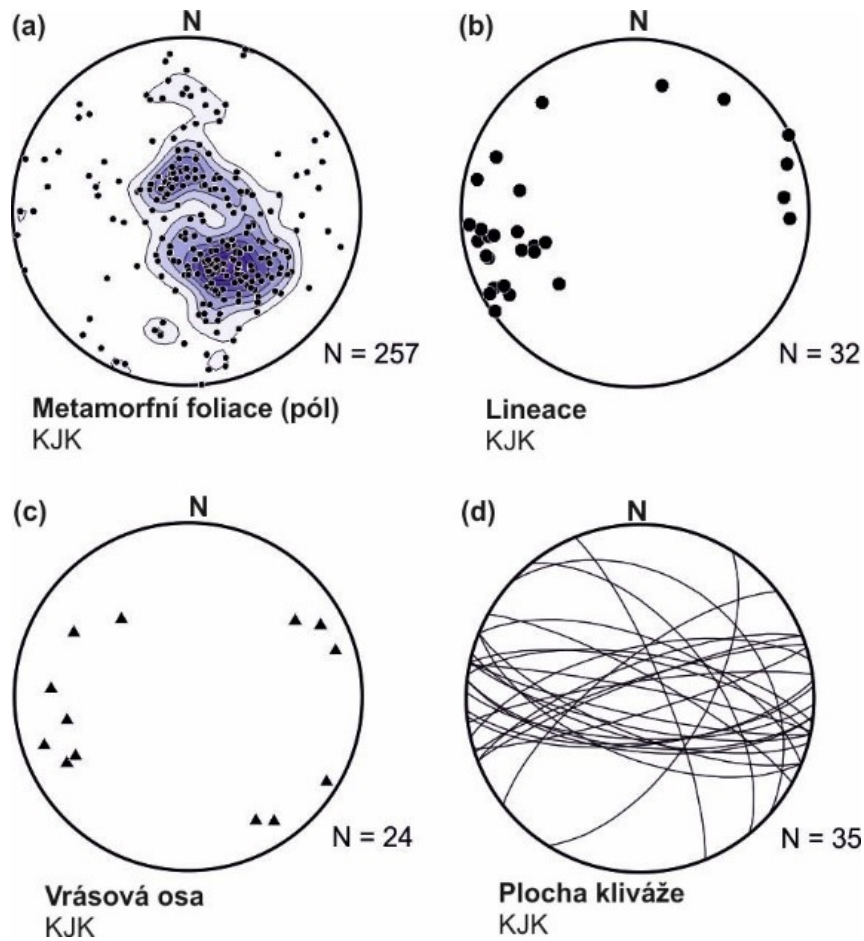 (a)
N
N = 257
Metamorfní foliace (pól)
KJK
(b)
N
N = 32
Lineace
KJK
(c)
N
N = 24
Vrásová osa
KJK
(d)
N
N = 35
Plocha kliváže
KJK